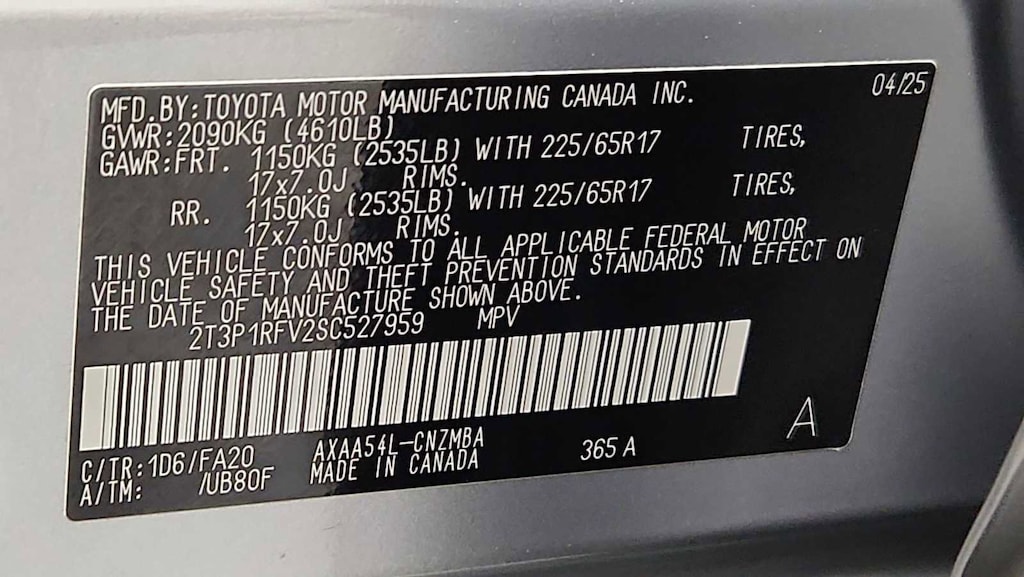 MFD.BY:TOYOTA MOTOR MANUFACTURING CANADA INC. 04/25
GVWR:2090KG (4610LB)
GAWR:FRT. 1150KG (2535LB) WITH 225/65R17 TIRES,
17x7.0J RIMS.
RR. 1150KG (2535LB) WITH 225/65R17 TIRES,
17x7.0J RIMS.
THIS VEHICLE CONFORMS TO ALL APPLICABLE FEDERAL MOTOR
VEHICLE SAFETY AND THEFT PREVENTION STANDARDS IN EFFECT ON
THE DATE OF MANUFACTURE SHOWN ABOVE.
2T3P1RFV2SC527959 MPV
C/TR:1D6/FA20 AXAA54L-CNZMBA 365A A
A/TM: /UB80F MADE IN CANADA